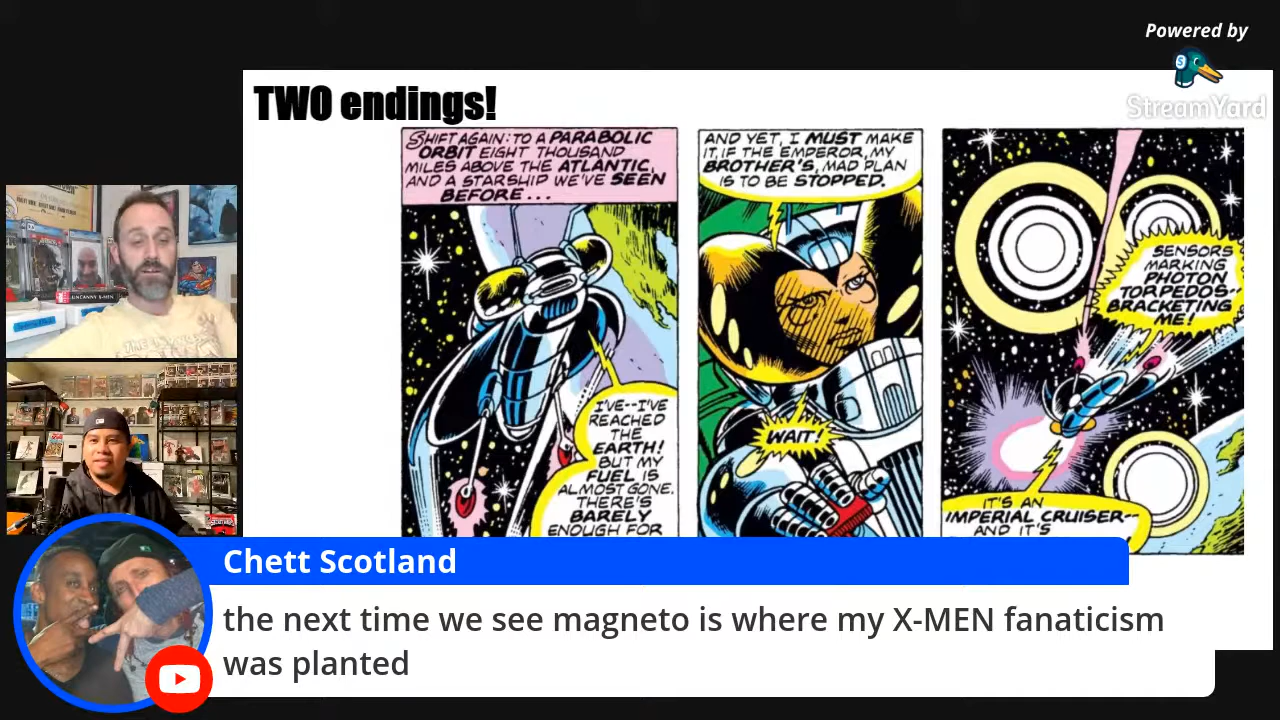 Powered by
StreamYard
TWO endings!
SHIFT AGAIN: TO A PARABOLIC
ORBIT EIGHT THOUSAND
MILES ABOVE THE ATLANTIC,
AND A STARSHIP WE'VE SEEN
BEFORE...
I'VE--I'VE
REACHED
THE
EARTH!
BUT MY
FUEL IS
ALMOST GONE.
THERE'S
BARELY
ENOUGH FOR
AND YET, I MUST MAKE
IT, IF THE EMPEROR, MY
BROTHER'S, MAD PLAN
IS TO BE STOPPED.
WAIT!
SENSORS
MARKING
PHOTON
TORPEDOS--
BRACKETING
ME!
IT'S AN
IMPERIAL CRUISER--
AND IT'S
UNCANNY X-MEN
Chett Scotland
the next time we see magneto is where my X-MEN fanaticism
was planted